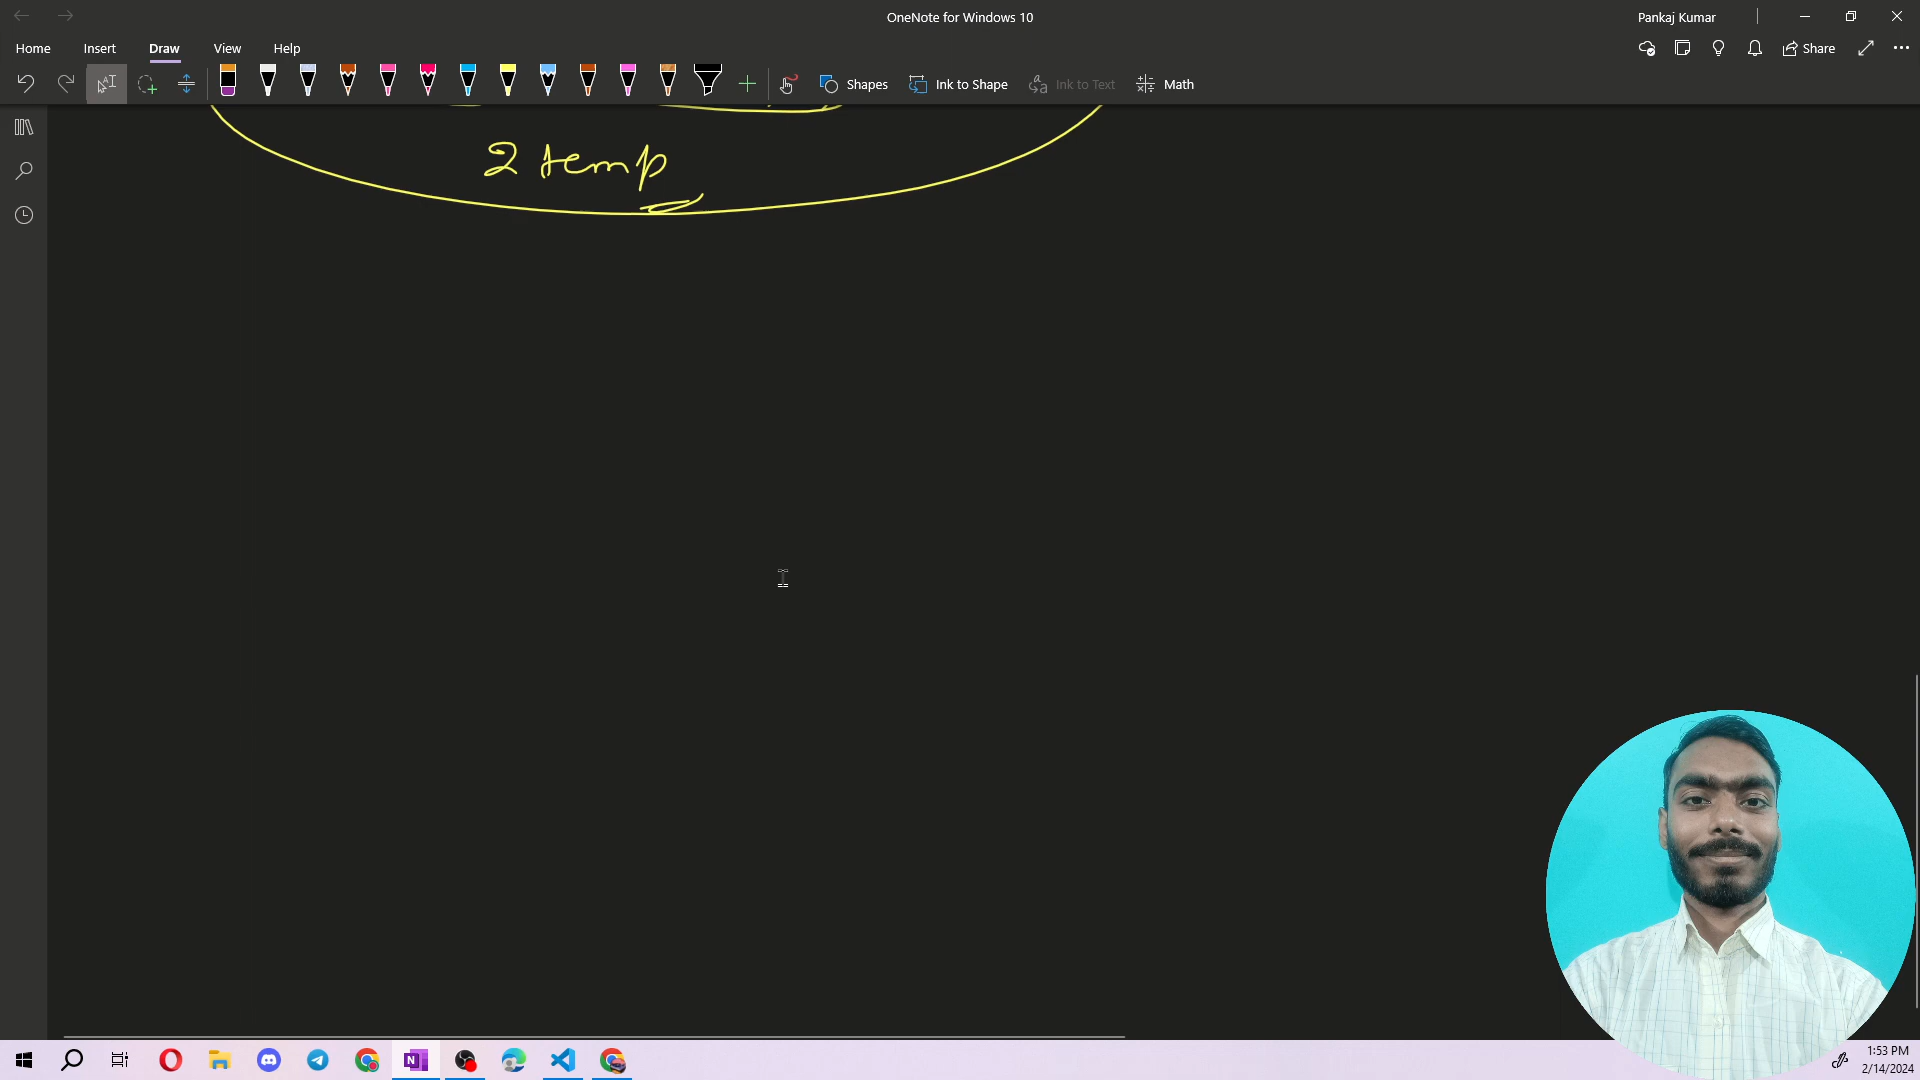 OneNote for Windows 10
Pankaj Kumar
Home Insert Draw View Help
Share
Shapes Ink to Shape Ink to Text Math
2 temp
1:53 PM
2/14/2024